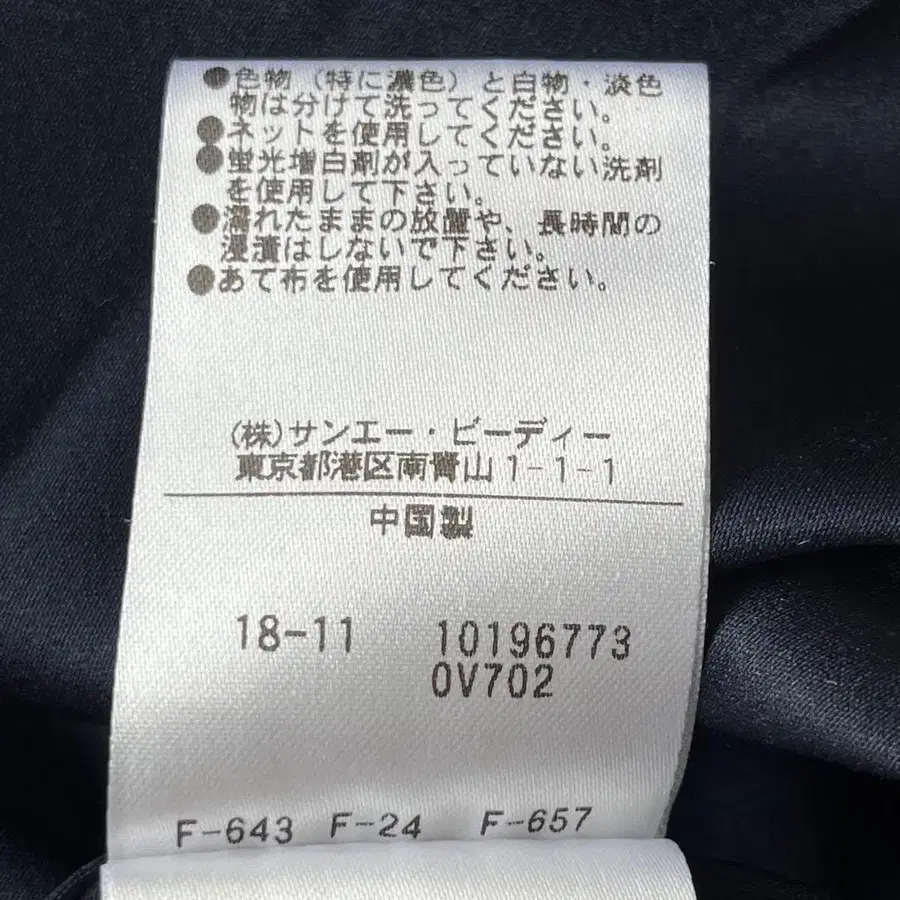 ●色物（特に濃色）と白物・淡色
物は分けて洗ってください。
●ネットを使用してください。
●蛍光増白剤が入っていない洗剤
を使用して下さい。
●濡れたままの放置や、長時間の
浸漬はしないで下さい。
●あて布を使用してください。
(株)サンエー・ビーディー
東京都港区南青山1-1-1
中国製
18-11 10196773
0V702
F-643 F-24 F-657